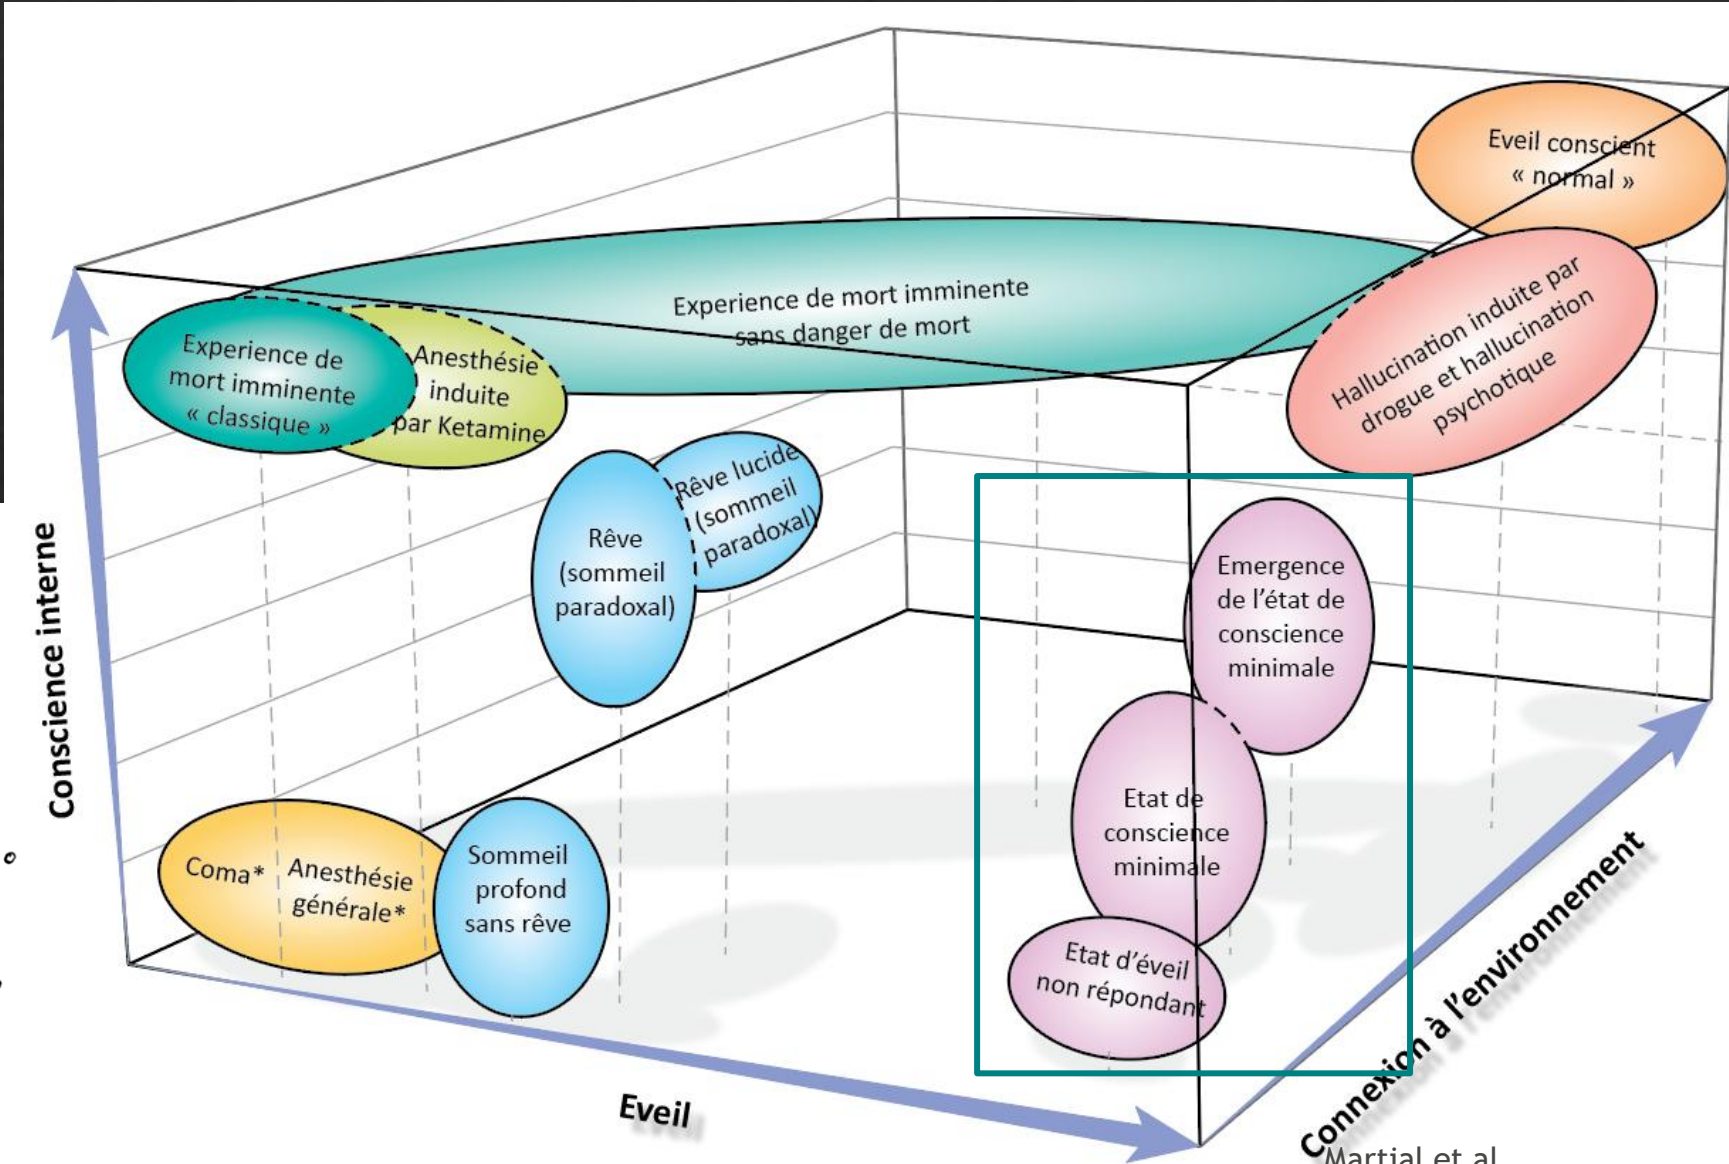 Eveil conscient
« normal »
Experience de mort imminente
sans danger de mort
Hallucination induite par
drogue et hallucination
psychotique
Experience de
mort imminente
« classique »
Anesthésie
induite
par Ketamine
Rêve lucide
(sommeil
paradoxal)
Rêve
(sommeil
paradoxal)
Emergence
de l'état de
conscience
minimale
Etat de
conscience
minimale
Etat d'éveil
non répondant
Coma*
Anesthésie
générale*
Sommeil
profond
sans rêve
Conscience interne
Eveil
Connexion à l'environnement
Martial et al